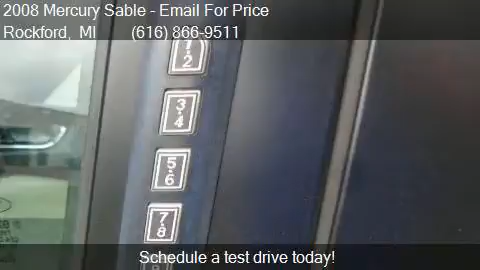 2008 Mercury Sable - Email For Price
Rockford, MI (616) 866-9511
1·2
3·4
5·6
7·8
Schedule a test drive today!